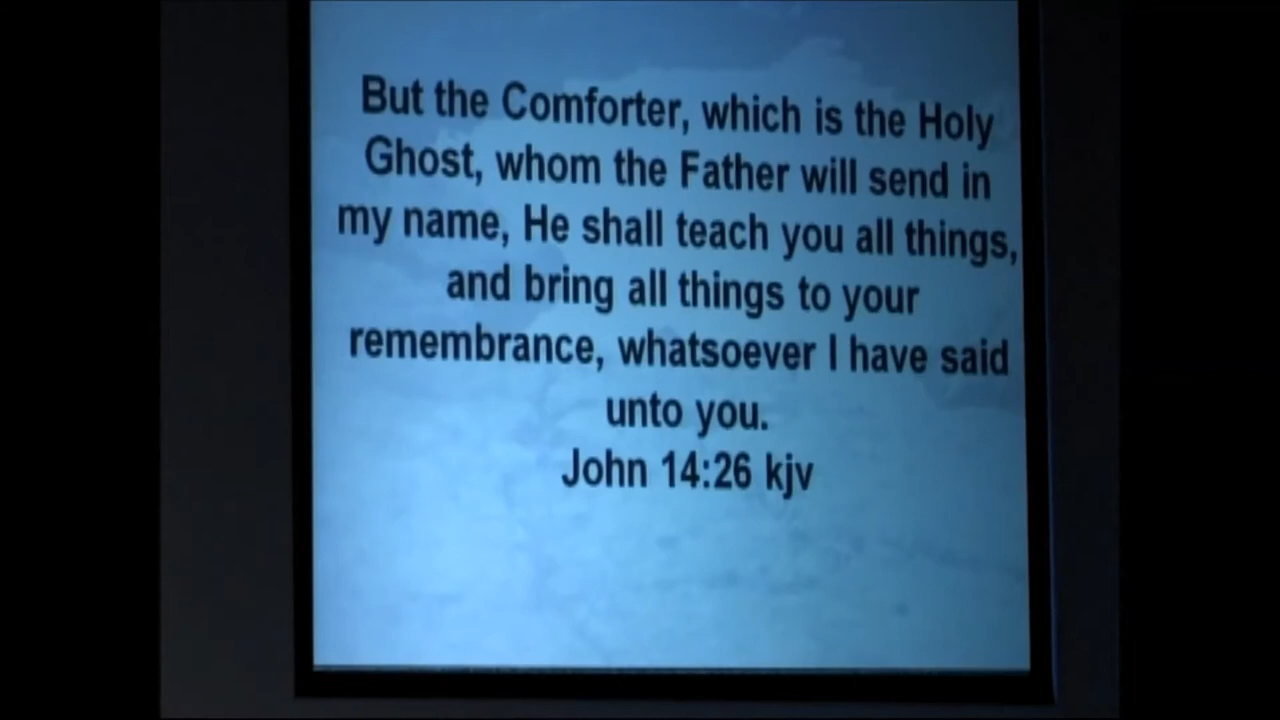 But the Comforter, which is the Holy
Ghost, whom the Father will send in
my name, He shall teach you all things,
and bring all things to your
remembrance, whatsoever I have said
unto you.
John 14:26 kjv